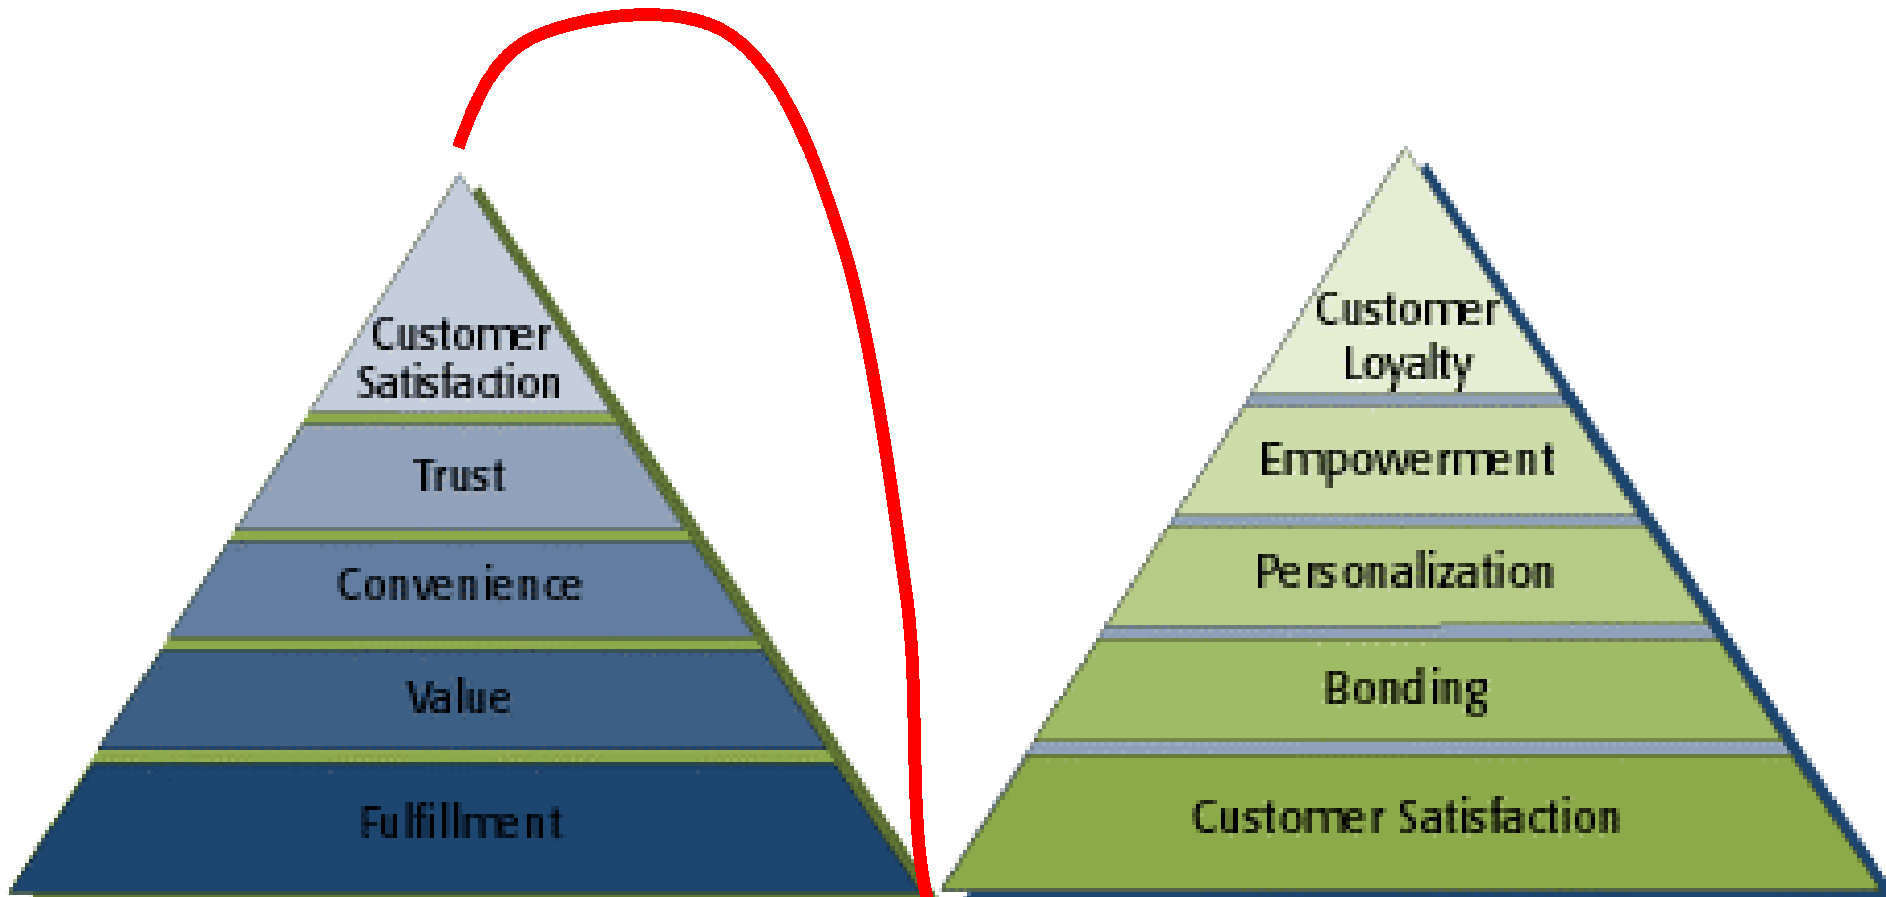 Customer
Satisfaction
Trust
Convenience
Value
Fulfillment
Customer
Loyalty
Empowerment
Personalization
Bonding
Customer Satisfaction